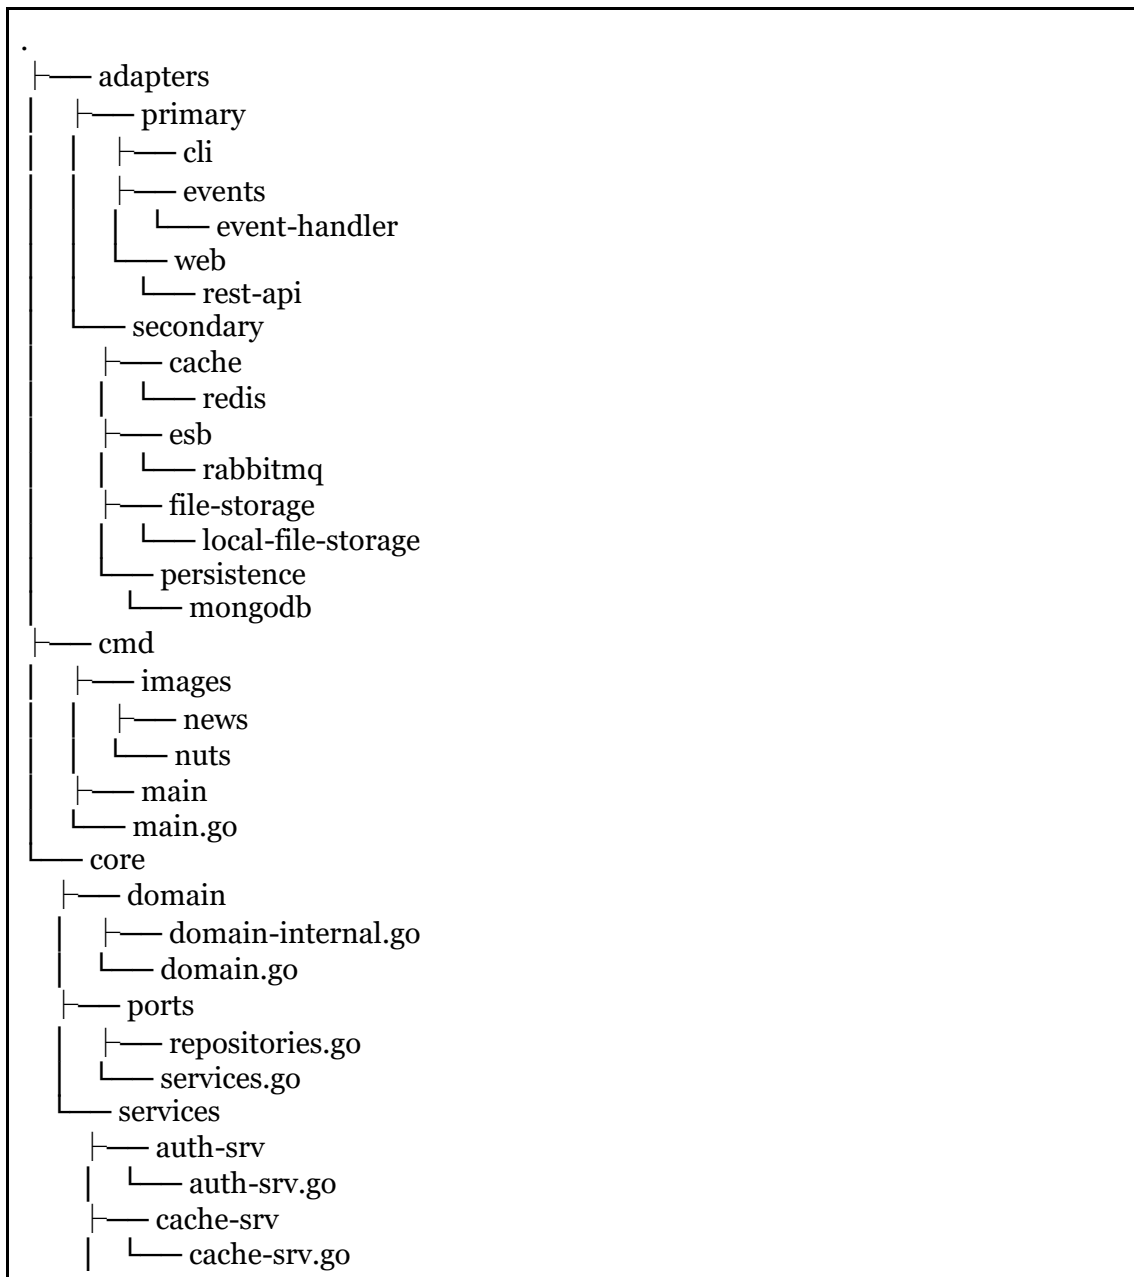 .
├── adapters
│   ├── primary
│   │   ├── cli
│   │   ├── events
│   │   │   └── event-handler
│   │   └── web
│   │       └── rest-api
│   └── secondary
│       ├── cache
│       │   └── redis
│       ├── esb
│       │   └── rabbitmq
│       ├── file-storage
│       │   └── local-file-storage
│       └── persistence
│           └── mongodb
├── cmd
│   ├── images
│   │   ├── news
│   │   └── nuts
│   ├── main
│   └── main.go
└── core
    ├── domain
    │   ├── domain-internal.go
    │   └── domain.go
    ├── ports
    │   ├── repositories.go
    │   └── services.go
    └── services
        ├── auth-srv
        │   └── auth-srv.go
        ├── cache-srv
        │   └── cache-srv.go